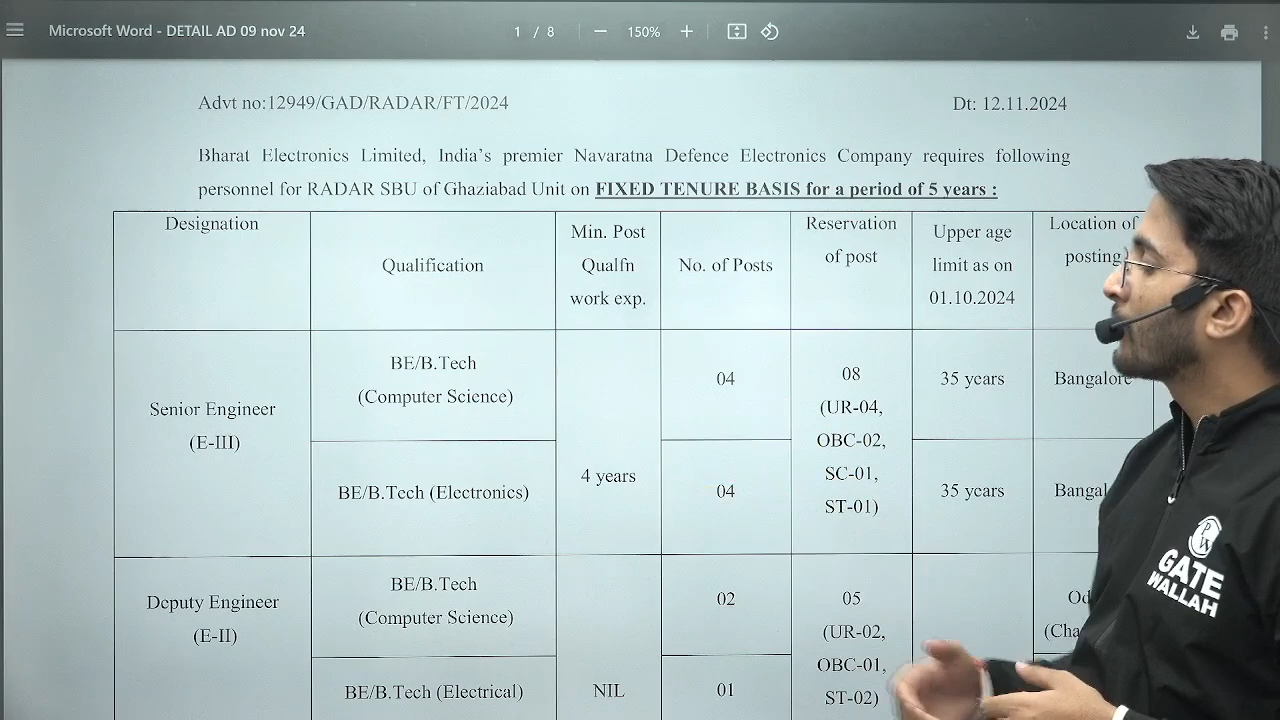 Microsoft Word - DETAIL AD 09 nov 24
1 / 8
150%
Advt no:12949/GAD/RADAR/FT/2024
Dt: 12.11.2024
Bharat Electronics Limited, India's premier Navaratna Defence Electronics Company requires following
personnel for RADAR SBU of Ghaziabad Unit on FIXED TENURE BASIS for a period of 5 years :
Designation
Qualification
Min. Post
Qualfn
work exp.
No. of Posts
Reservation
of post
Upper age
limit as on
01.10.2024
Location of
posting
Senior Engineer
(E-III)
BE/B.Tech
(Computer Science)
4 years
04
08
(UR-04,
OBC-02,
SC-01,
ST-01)
35 years
Bangalore
BE/B.Tech (Electronics)
04
35 years
Deputy Engineer
(E-II)
BE/B.Tech
(Computer Science)
NIL
02
05
(UR-02,
OBC-01,
ST-02)
BE/B.Tech (Electrical)
01
PW
GATE
WALLAH